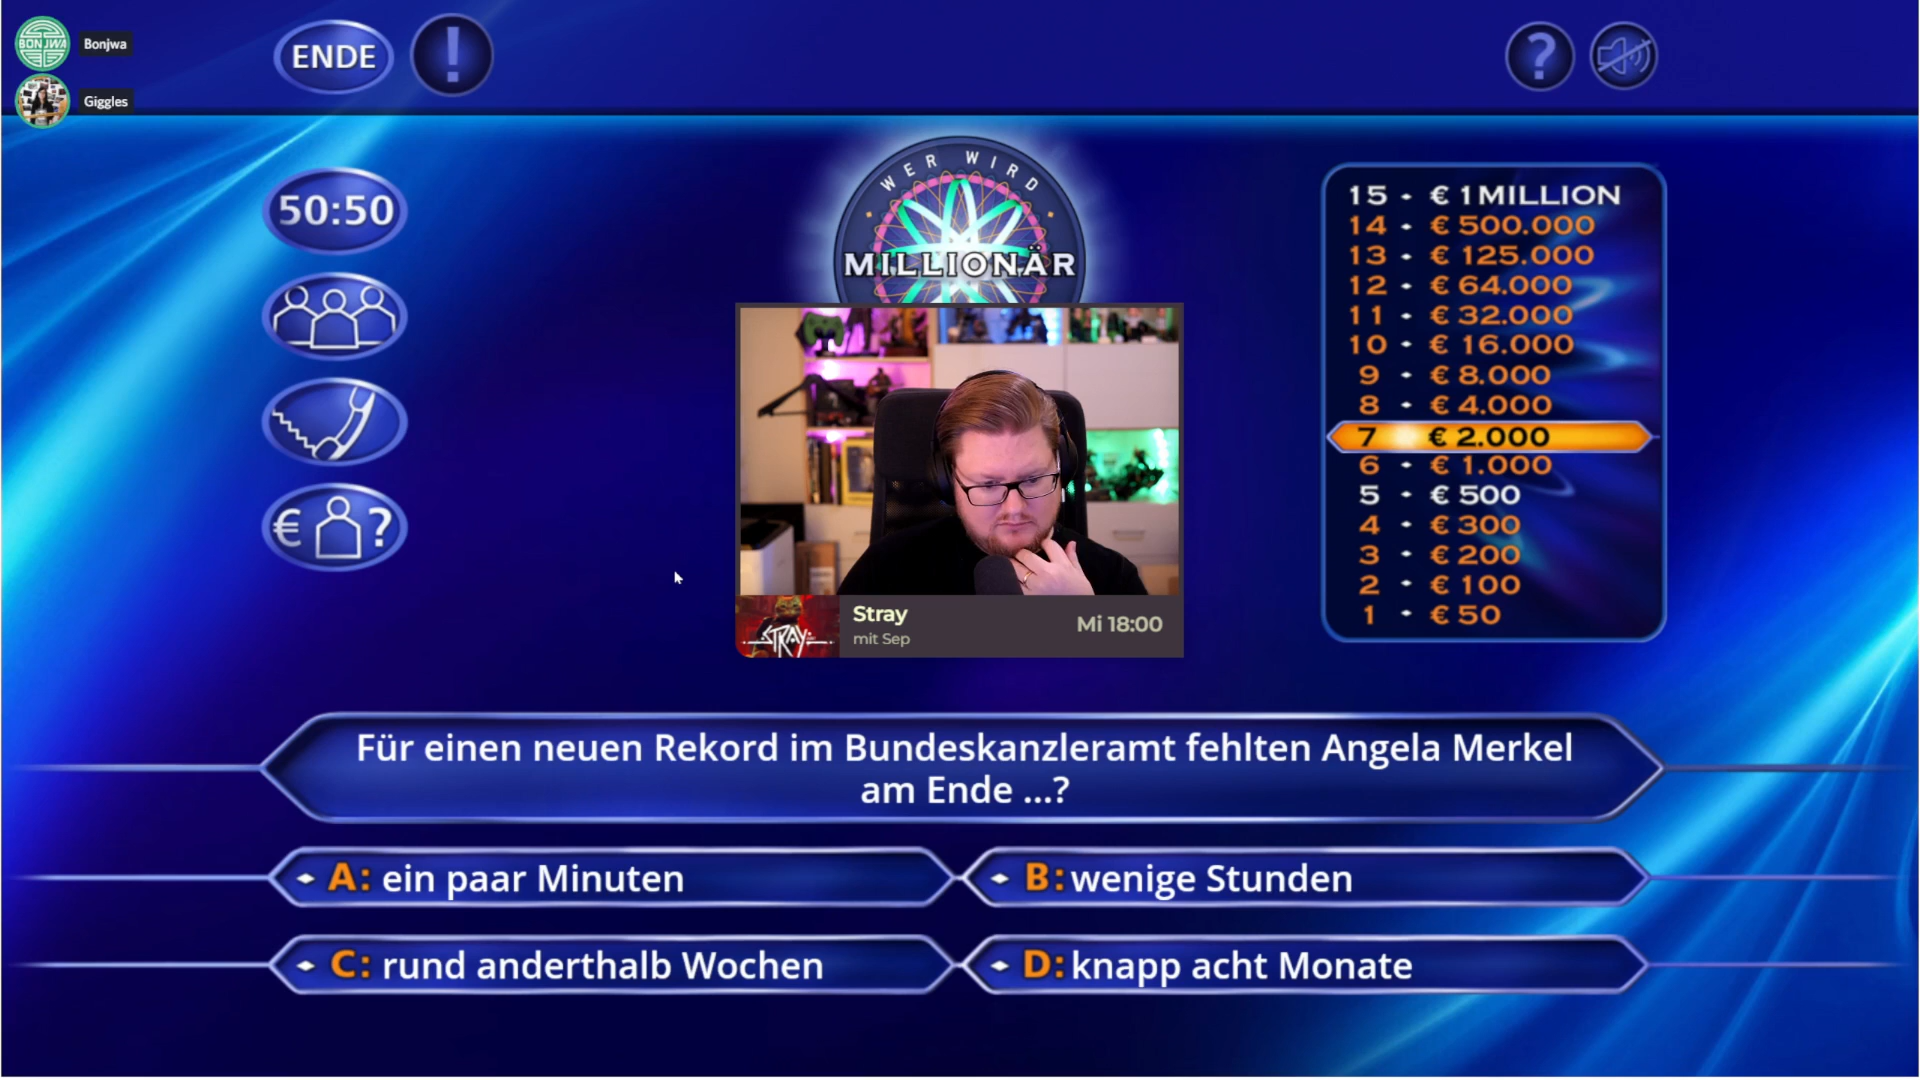 BONJWA
Bonjwa
Giggles
ENDE
!
?
50:50
€ ?
WER WIRD
MILLIONÄR
15 · € 1 MILLION
14 · € 500.000
13 · € 125.000
12 · € 64.000
11 · € 32.000
10 · € 16.000
9 · € 8.000
8 · € 4.000
7 € 2.000
6 · € 1.000
5 · € 500
4 · € 300
3 · € 200
2 · € 100
1 · € 50
STRAY
Stray
mit Sep
Mi 18:00
Für einen neuen Rekord im Bundeskanzleramt fehlten Angela Merkel
am Ende ...?
A: ein paar Minuten
B: wenige Stunden
C: rund anderthalb Wochen
D: knapp acht Monate